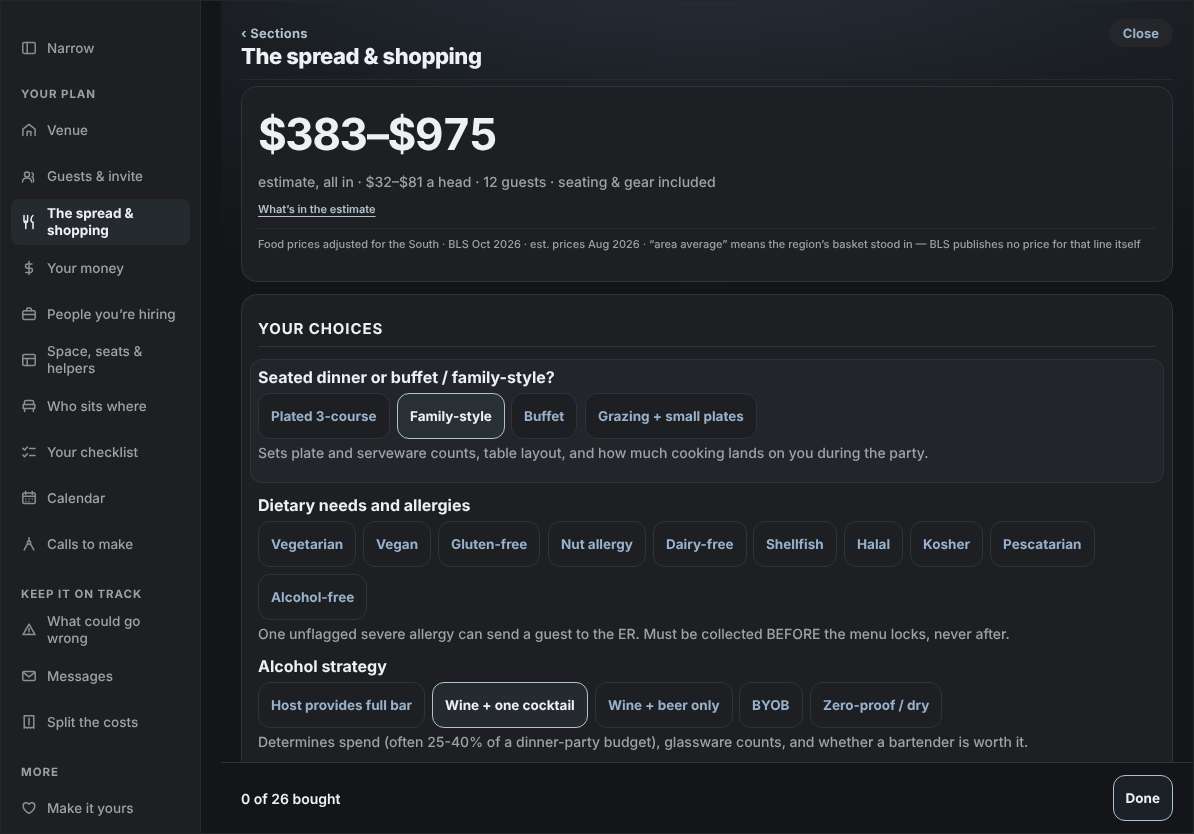 Narrow
YOUR PLAN
Venue
Guests & invite
The spread &
shopping
Your money
People you’re hiring
Space, seats &
helpers
Who sits where
Your checklist
Calendar
Calls to make
KEEP IT ON TRACK
What could go
wrong
Messages
Split the costs
MORE
Make it yours
‹ Sections
The spread & shopping
Close
$383–$975
estimate, all in · $32–$81 a head · 12 guests · seating & gear included
What’s in the estimate
Food prices adjusted for the South · BLS Oct 2026 · est. prices Aug 2026 · “area average” means the region’s basket stood in — BLS publishes no price for that line itself
YOUR CHOICES
Seated dinner or buffet / family-style?
Plated 3-course Family-style Buffet Grazing + small plates
Sets plate and serveware counts, table layout, and how much cooking lands on you during the party.
Dietary needs and allergies
Vegetarian Vegan Gluten-free Nut allergy Dairy-free Shellfish Halal Kosher Pescatarian
Alcohol-free
One unflagged severe allergy can send a guest to the ER. Must be collected BEFORE the menu locks, never after.
Alcohol strategy
Host provides full bar Wine + one cocktail Wine + beer only BYOB Zero-proof / dry
Determines spend (often 25-40% of a dinner-party budget), glassware counts, and whether a bartender is worth it.
0 of 26 bought
Done